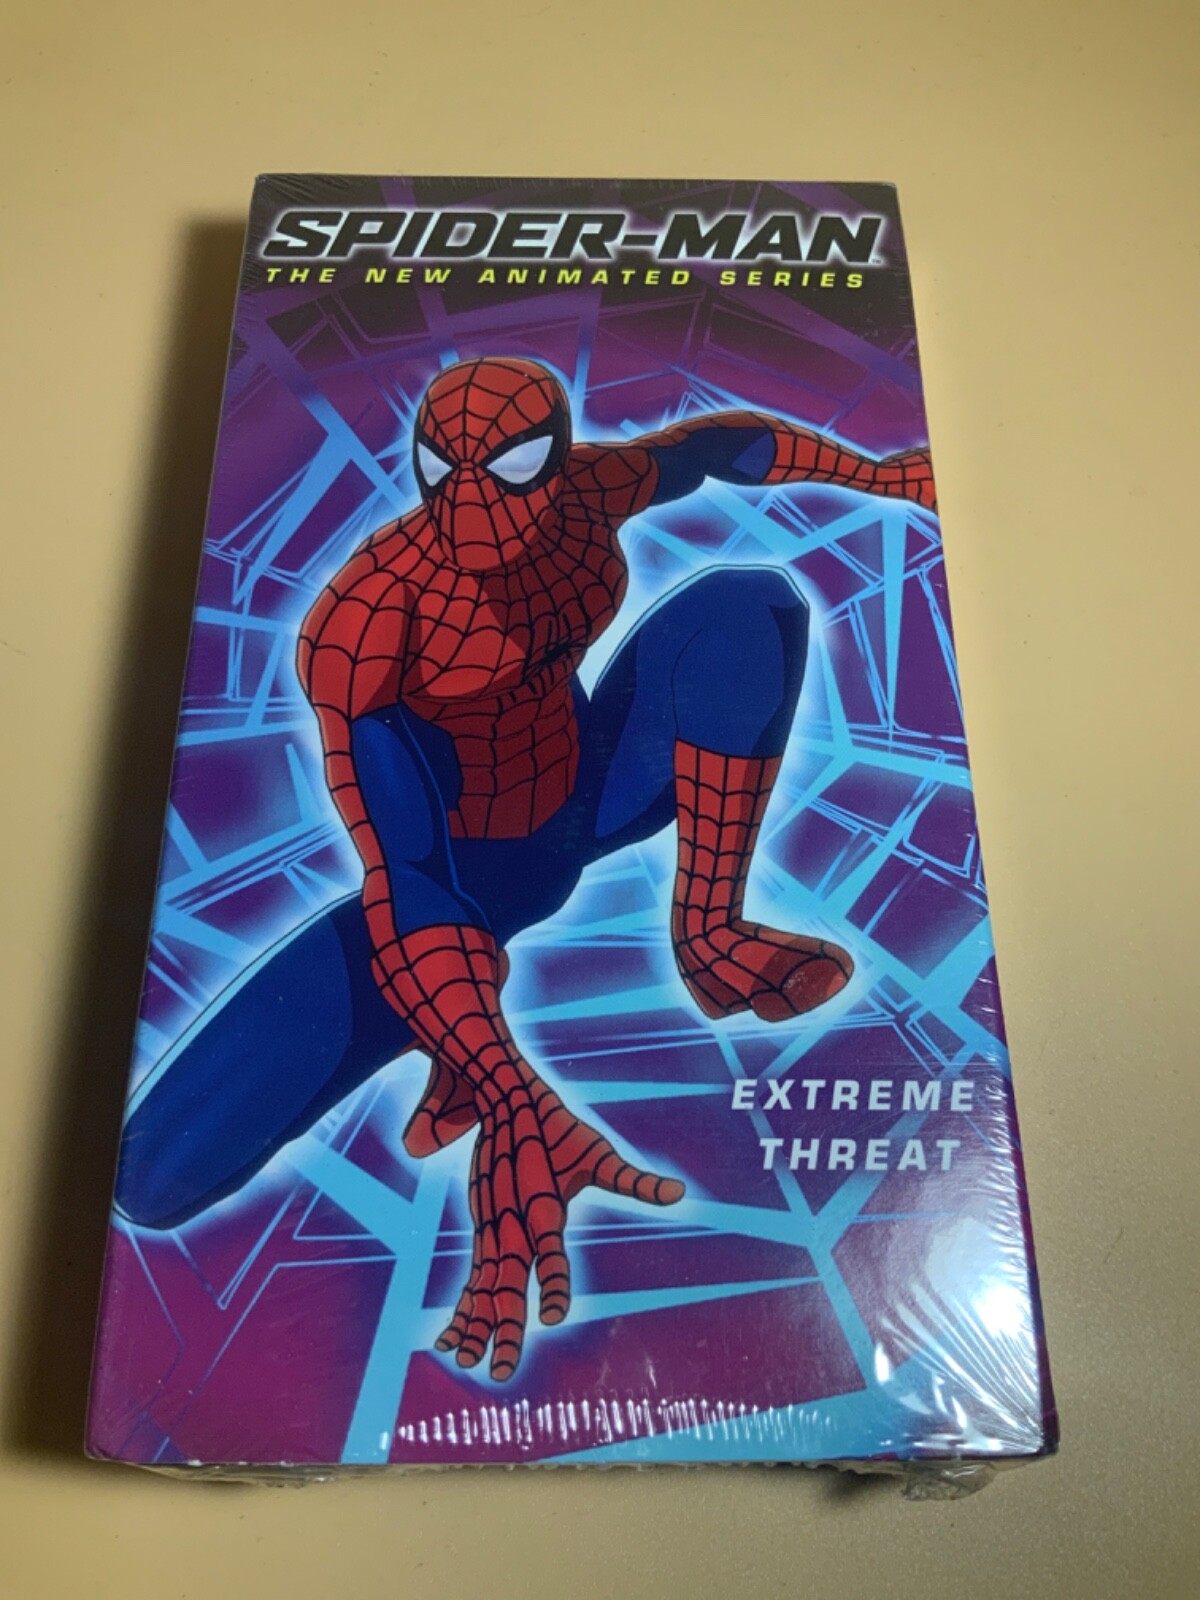 SPIDER-MAN
THE NEW ANIMATED SERIES
EXTREME
THREAT